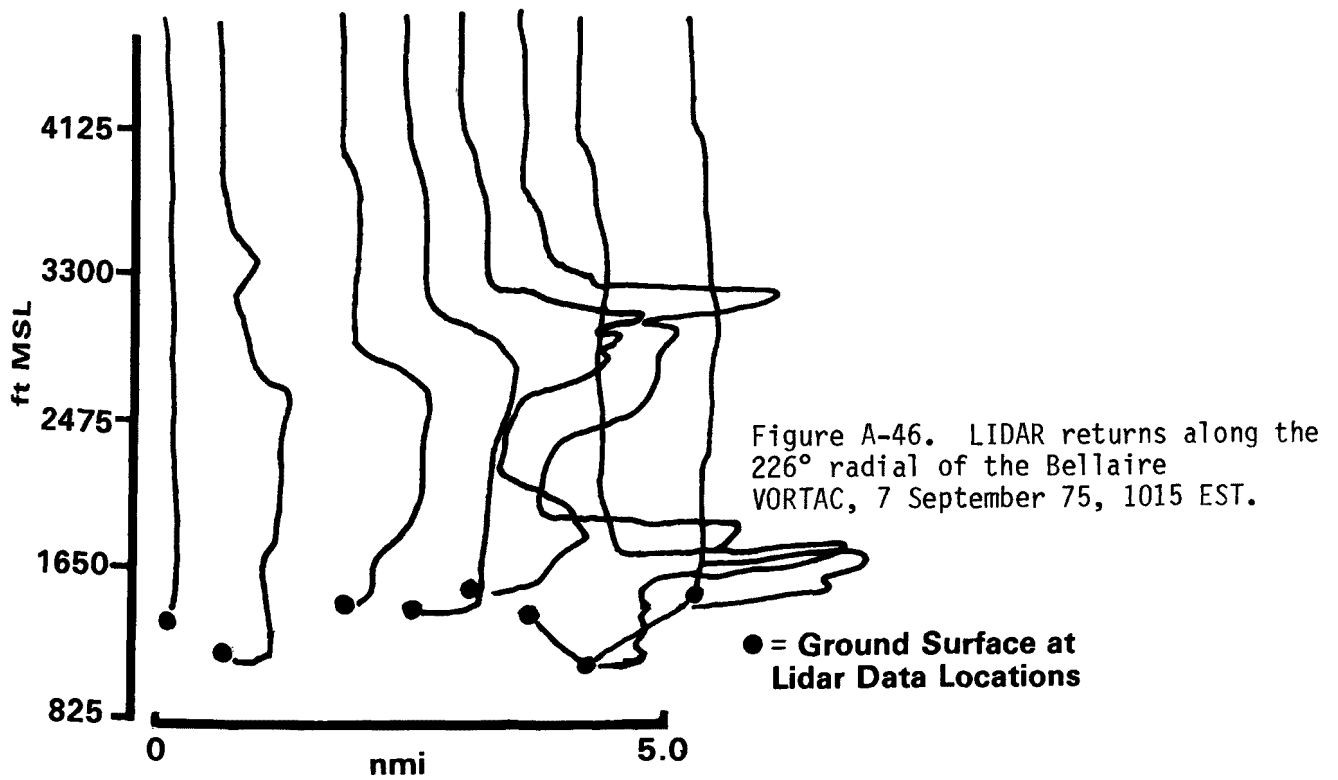 4125
3300
ft MSL
2475
1650
825
0
5.0
nmi
Figure A-46. LIDAR returns along the
226° radial of the Bellaire
VORTAC, 7 September 75, 1015 EST.
● = Ground Surface at
Lidar Data Locations